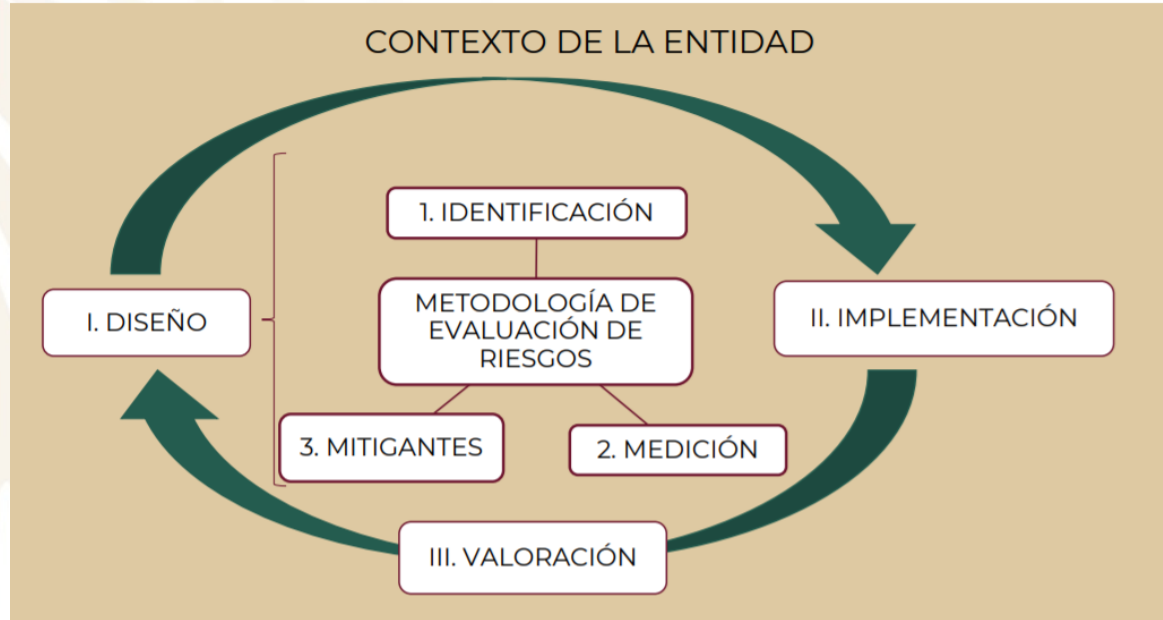 CONTEXTO DE LA ENTIDAD
1. IDENTIFICACIÓN
I. DISEÑO
METODOLOGÍA DE
EVALUACIÓN DE
RIESGOS
II. IMPLEMENTACIÓN
3. MITIGANTES
2. MEDICIÓN
III. VALORACIÓN